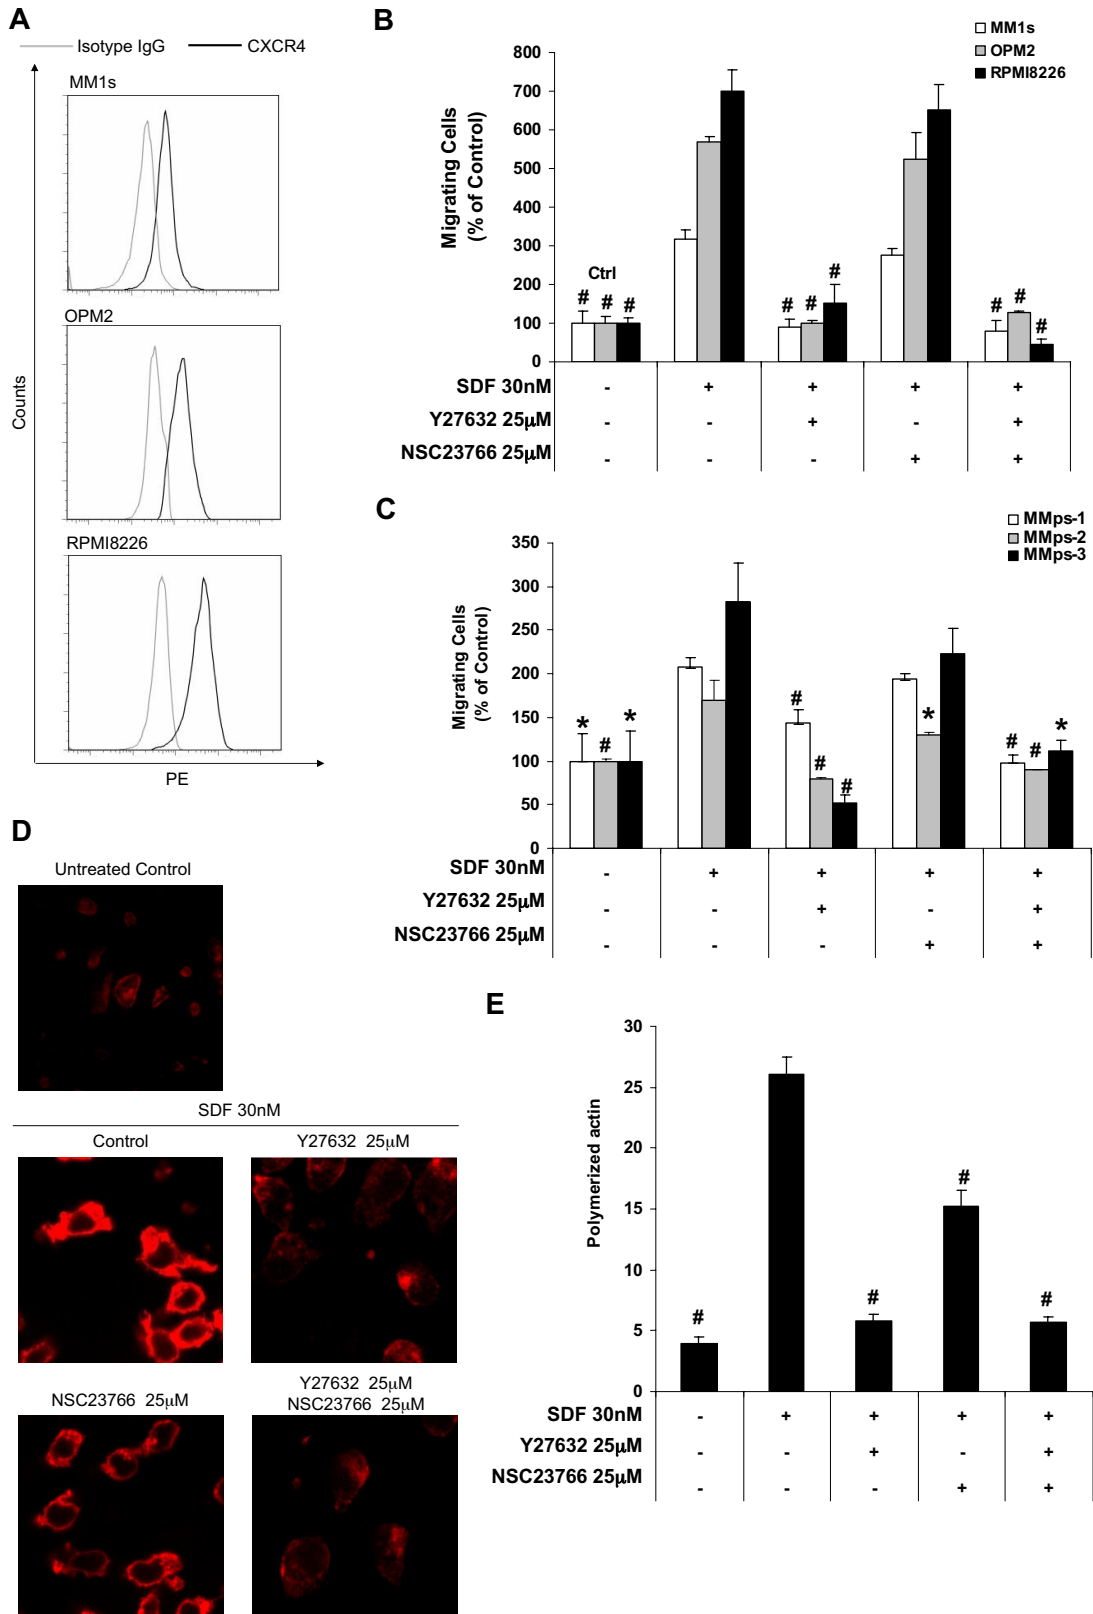 A
Isotype IgG
CXCR4
MM1s
OPM2
RPMI8226
Counts
PE
B
MM1s
OPM2
RPMI8226
800
700
600
500
400
300
200
100
0
Migrating Cells
(% of Control)
Ctrl
# # #
# # #
# # #
SDF 30nM - + + + +
Y27632 25μM - - + - +
NSC23766 25μM - - - + +
C
MMps-1
MMps-2
MMps-3
350
300
250
200
150
100
50
0
Migrating Cells
(% of Control)
* # *
# # #
*
# # *
SDF 30nM - + + + +
Y27632 25μM - - + - +
NSC23766 25μM - - - + +
D
Untreated Control
SDF 30nM
Control
Y27632 25μM
NSC23766 25μM
Y27632 25μM
NSC23766 25μM
E
30
25
20
15
10
5
0
Polymerized actin
# # # #
SDF 30nM - + + + +
Y27632 25μM - - + - +
NSC23766 25μM - - - + +